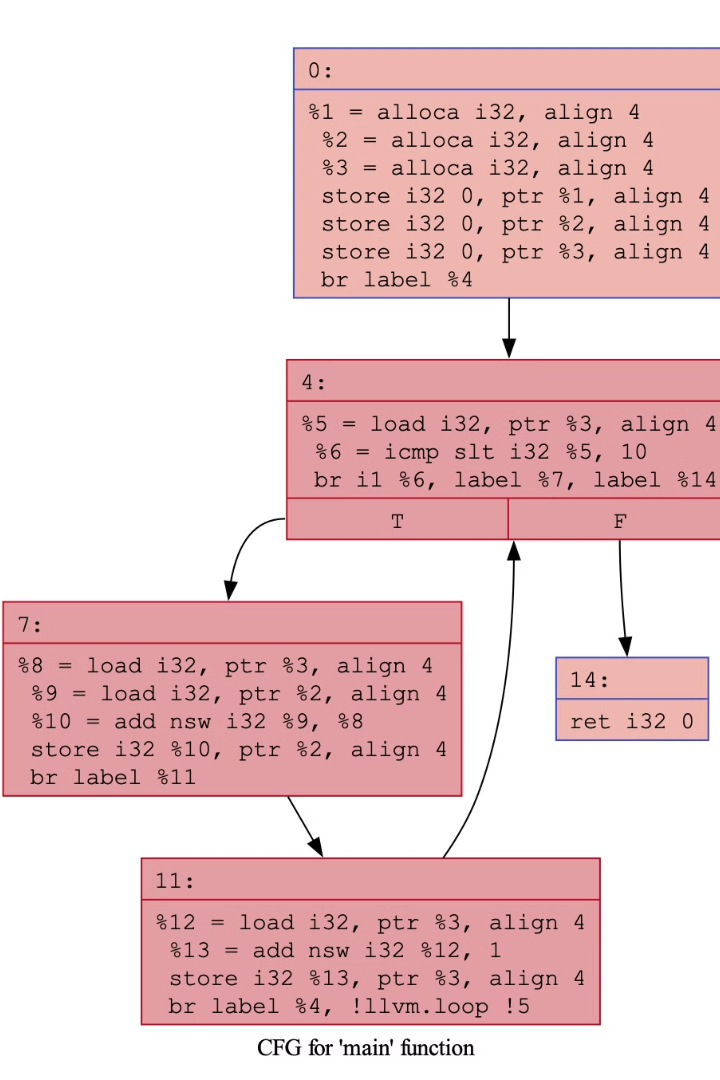 0:
%1 = alloca i32, align 4
%2 = alloca i32, align 4
%3 = alloca i32, align 4
store i32 0, ptr %1, align 4
store i32 0, ptr %2, align 4
store i32 0, ptr %3, align 4
br label %4
4:
%5 = load i32, ptr %3, align 4
%6 = icmp slt i32 %5, 10
br i1 %6, label %7, label %14
T
F
7:
%8 = load i32, ptr %3, align 4
%9 = load i32, ptr %2, align 4
%10 = add nsw i32 %9, %8
store i32 %10, ptr %2, align 4
br label %11
14:
ret i32 0
11:
%12 = load i32, ptr %3, align 4
%13 = add nsw i32 %12, 1
store i32 %13, ptr %3, align 4
br label %4, !llvm.loop !5
CFG for 'main' function